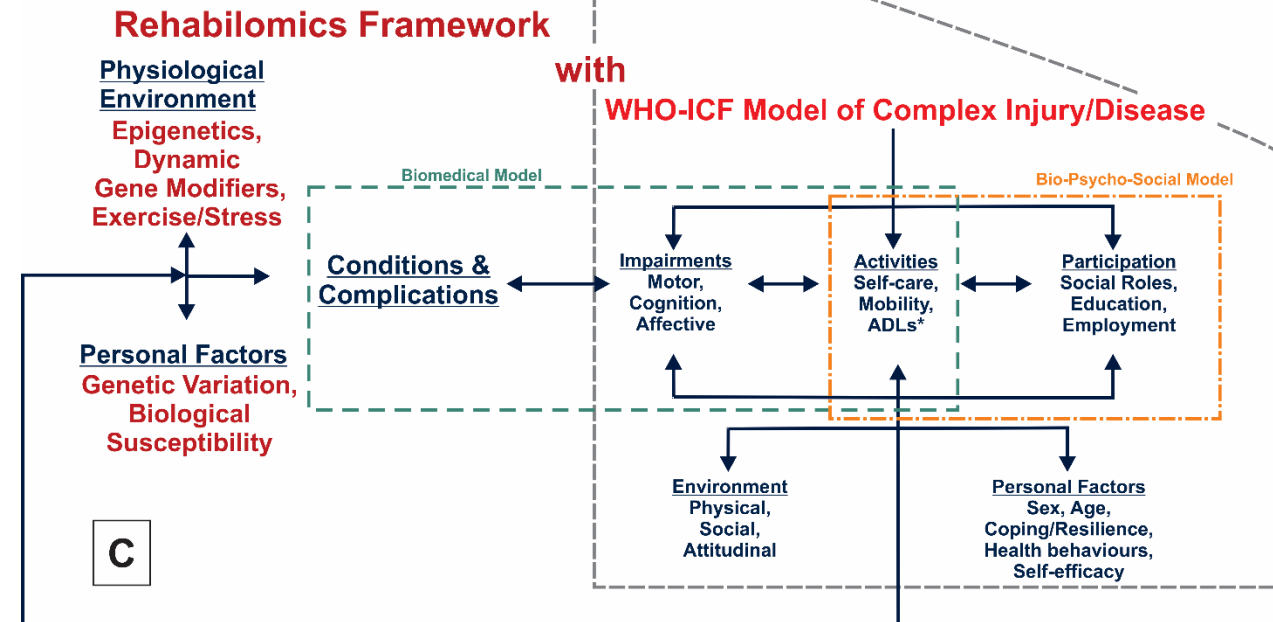 Rehabilomics Framework
with
WHO-ICF Model of Complex Injury/Disease
Physiological
Environment
Epigenetics,
Dynamic
Gene Modifiers,
Exercise/Stress
Biomedical Model
Bio-Psycho-Social Model
Conditions &
Complications
Impairments
Motor,
Cognition,
Affective
Activities
Self-care,
Mobility,
ADLs*
Participation
Social Roles,
Education,
Employment
Personal Factors
Genetic Variation,
Biological
Susceptibility
Environment
Physical,
Social,
Attitudinal
Personal Factors
Sex, Age,
Coping/Resilience,
Health behaviours,
Self-efficacy
C